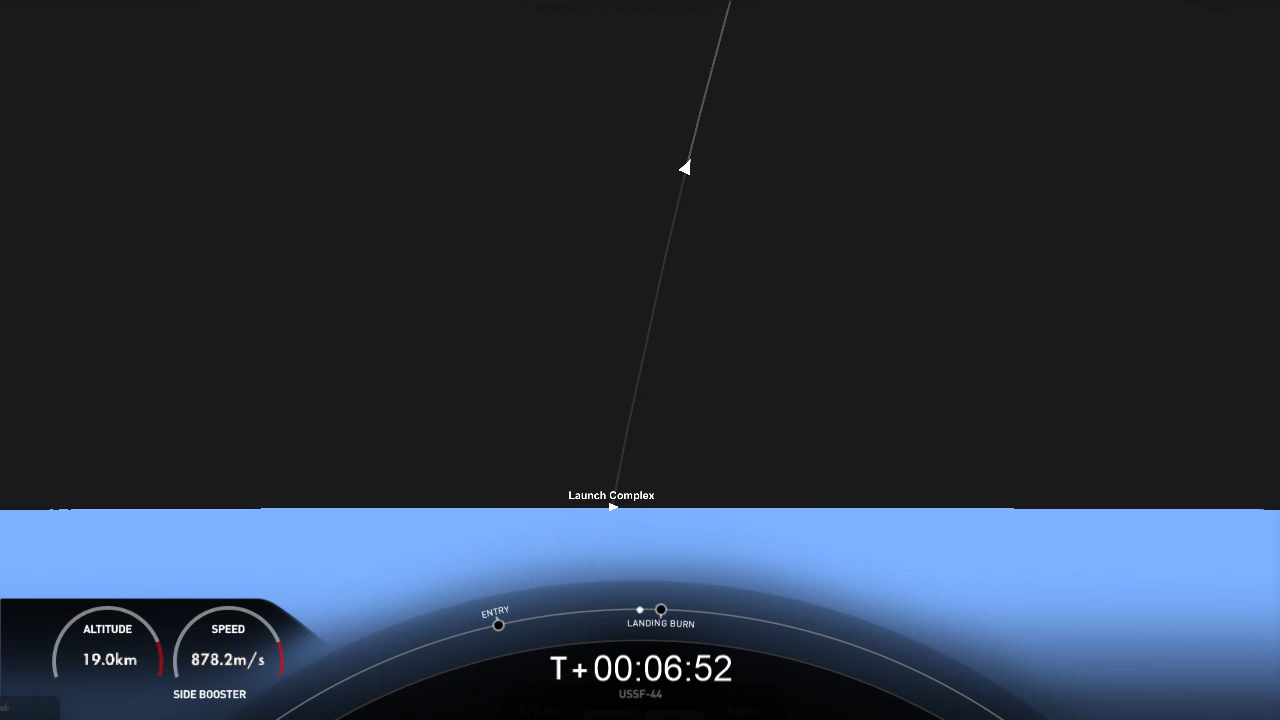 Launch Complex
ENTRY
LANDING BURN
ALTITUDE
19.0km
SPEED
878.2m/s
SIDE BOOSTER
T+00:06:52
USSF-44